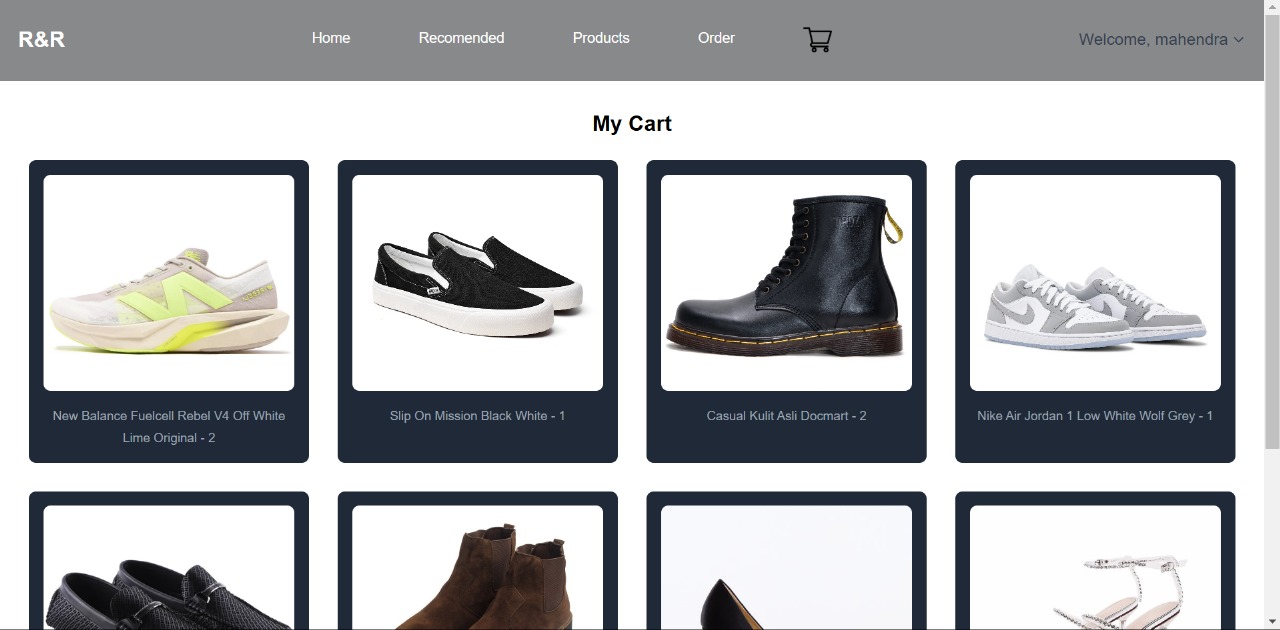 R&R
Home
Recomended
Products
Order
Welcome, mahendra
My Cart
New Balance Fuelcell Rebel V4 Off White
Lime Original - 2
Slip On Mission Black White - 1
Casual Kulit Asli Docmart - 2
Nike Air Jordan 1 Low White Wolf Grey - 1